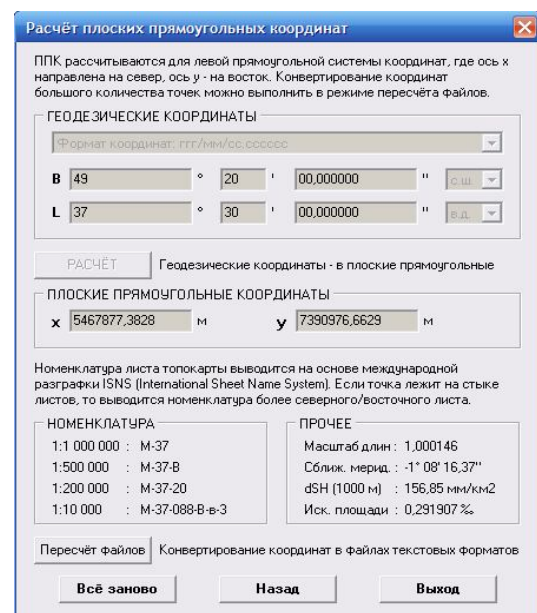 Расчёт плоских прямоугольных координат
ППК рассчитываются для левой прямоугольной системы координат, где ось x
направлена на север, ось y - на восток. Конвертирование координат
большого количества точек можно выполнить в режиме пересчёта файлов.
ГЕОДЕЗИЧЕСКИЕ КООРДИНАТЫ
Формат координат: ггг/мм/сс.сссссс
B 49 ° 20 ' 00,000000 " с.ш.
L 37 ° 30 ' 00,000000 " в.д.
РАСЧЁТ Геодезические координаты - в плоские прямоугольные
ПЛОСКИЕ ПРЯМОУГОЛЬНЫЕ КООРДИНАТЫ
x 5467877,3828 м y 7390976,6629 м
Номенклатура листа топокарты выводится на основе международной
разграфки ISNS (International Sheet Name System). Если точка лежит на стыке
листов, то выводится номенклатура более северного/восточного листа.
НОМЕНКЛАТУРА
1:1 000 000 : M-37
1:500 000 : M-37-В
1:200 000 : M-37-20
1:10 000 : M-37-088-В-в-3
ПРОЧЕЕ
Масштаб длин : 1,000146
Сближ. мерид. : -1° 08' 16,37''
dSH (1000 м) : 156,85 мм/км2
Иск. площади : 0,291907 ‰
Пересчёт файлов Конвертирование координат в файлах текстовых форматов
Всё заново Назад Выход